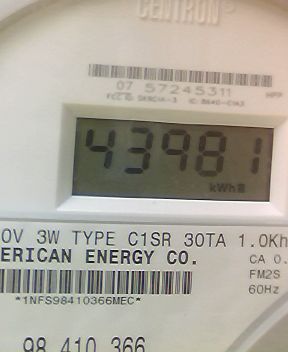 CENTRON®
07 57245311
43981
kWh
0V 3W TYPE C1SR 30TA 1.0Kh
ERICAN ENERGY CO.
CA 0.
FM2S
*1NFS98410366MEC*
60Hz
98 410 366